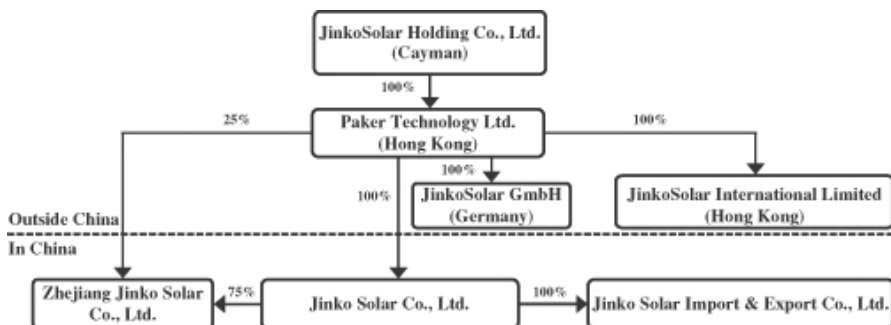 JinkoSolar Holding Co., Ltd.
(Cayman)
100%
25%
Paker Technology Ltd.
(Hong Kong)
100%
100%
100%
JinkoSolar GmbH
(Germany)
JinkoSolar International Limited
(Hong Kong)
Outside China
In China
Zhejiang Jinko Solar
Co., Ltd.
75%
Jinko Solar Co., Ltd.
100%
Jinko Solar Import & Export Co., Ltd.